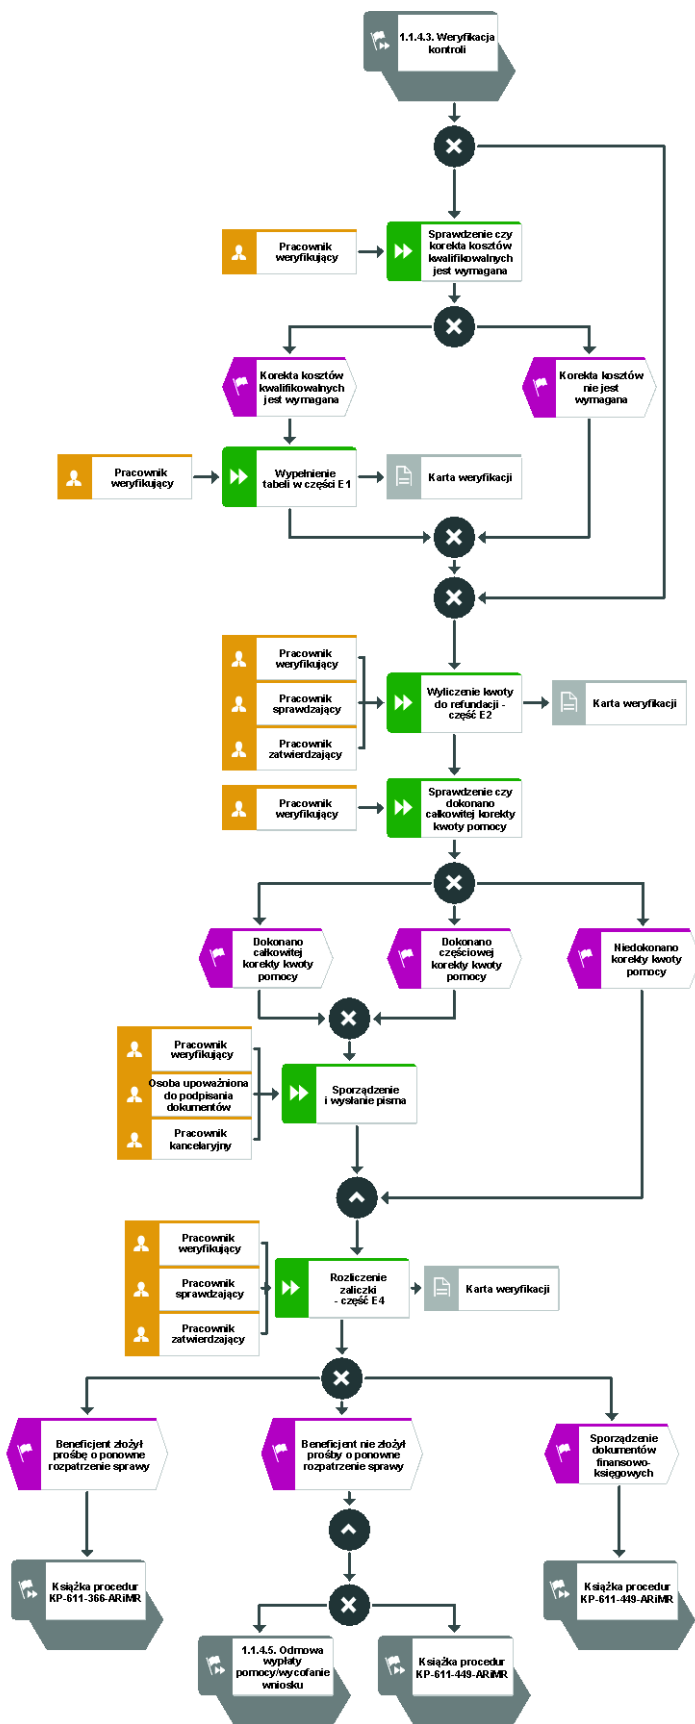 1.1.4.3. Weryfikacja
kontroli
Pracownik
weryfikujący
Sprawdzenie czy
korekta kosztów
kwalifikowalnych
jest wymagana
Korekta kosztów
kwalifikowalnych
jest wymagana
Korekta kosztów
nie jest
wymagana
Pracownik
weryfikujący
Wypełnienie
tabeli w części E1
Karta weryfikacji
Pracownik
weryfikujący
Pracownik
sprawdzający
Pracownik
zatwierdzający
Wyliczenie kwoty
do refundacji -
część E2
Karta weryfikacji
Pracownik
weryfikujący
Sprawdzenie czy
dokonano
całkowitej korekty
kwoty pomocy
Dokonano
całkowitej
korekty kwoty
pomocy
Dokonano
częściowej
korekty kwoty
pomocy
Niedokonano
korekty kwoty
pomocy
Pracownik
weryfikujący
Osoba upoważniona
do podpisania
dokumentów
Pracownik
kancelaryjny
Sporządzenie
i wysłanie pisma
Pracownik
weryfikujący
Pracownik
sprawdzający
Pracownik
zatwierdzający
Rozliczenie
zaliczki
- część E4
Karta weryfikacji
Beneficjent złożył
prośbę o ponowne
rozpatrzenie sprawy
Beneficjent nie złożył
prośby o ponowne
rozpatrzenie sprawy
Sporządzenie
dokumentów
finansowo-
księgowych
Książka procedur
KP-611-366-ARiMR
Książka procedur
KP-611-449-ARiMR
1.1.4.5. Odmowa
wypłaty
pomocy/wycofanie
wniosku
Książka procedur
KP-611-449-ARiMR